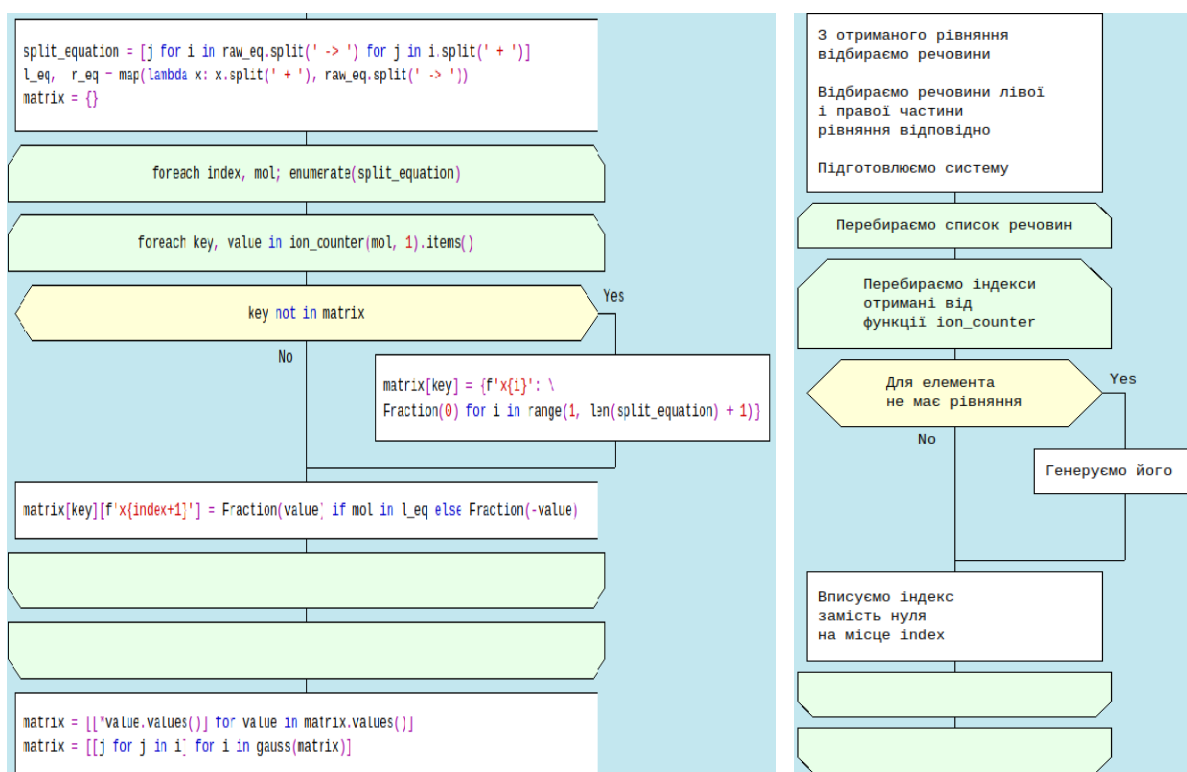 split_equation = [j for i in raw_eq.split(' -> ') for j in i.split(' + ')]
l_eq, r_eq = map(lambda x: x.split(' + '), raw_eq.split(' -> '))
matrix = {}
foreach index, mol; enumerate(split_equation)
foreach key, value in ion_counter(mol, 1).items()
key not in matrix
Yes
No
matrix[key] = {f'x{i}': \
Fraction(0) for i in range(1, len(split_equation) + 1)}
matrix[key][f'x{index+1}'] = Fraction(value) if mol in l_eq else Fraction(-value)
matrix = [[*value.values()] for value in matrix.values()]
matrix = [[j for j in i] for i in gauss(matrix)]
З отриманого рівняння
відбираємо речовини
Відбираємо речовини лівої
і правої частини
рівняння відповідно
Підготовлюємо систему
Перебираємо список речовин
Перебираємо індекси
отримані від
функції ion_counter
Для елемента
не має рівняння
Yes
No
Генеруємо його
Вписуємо індекс
замість нуля
на місце index